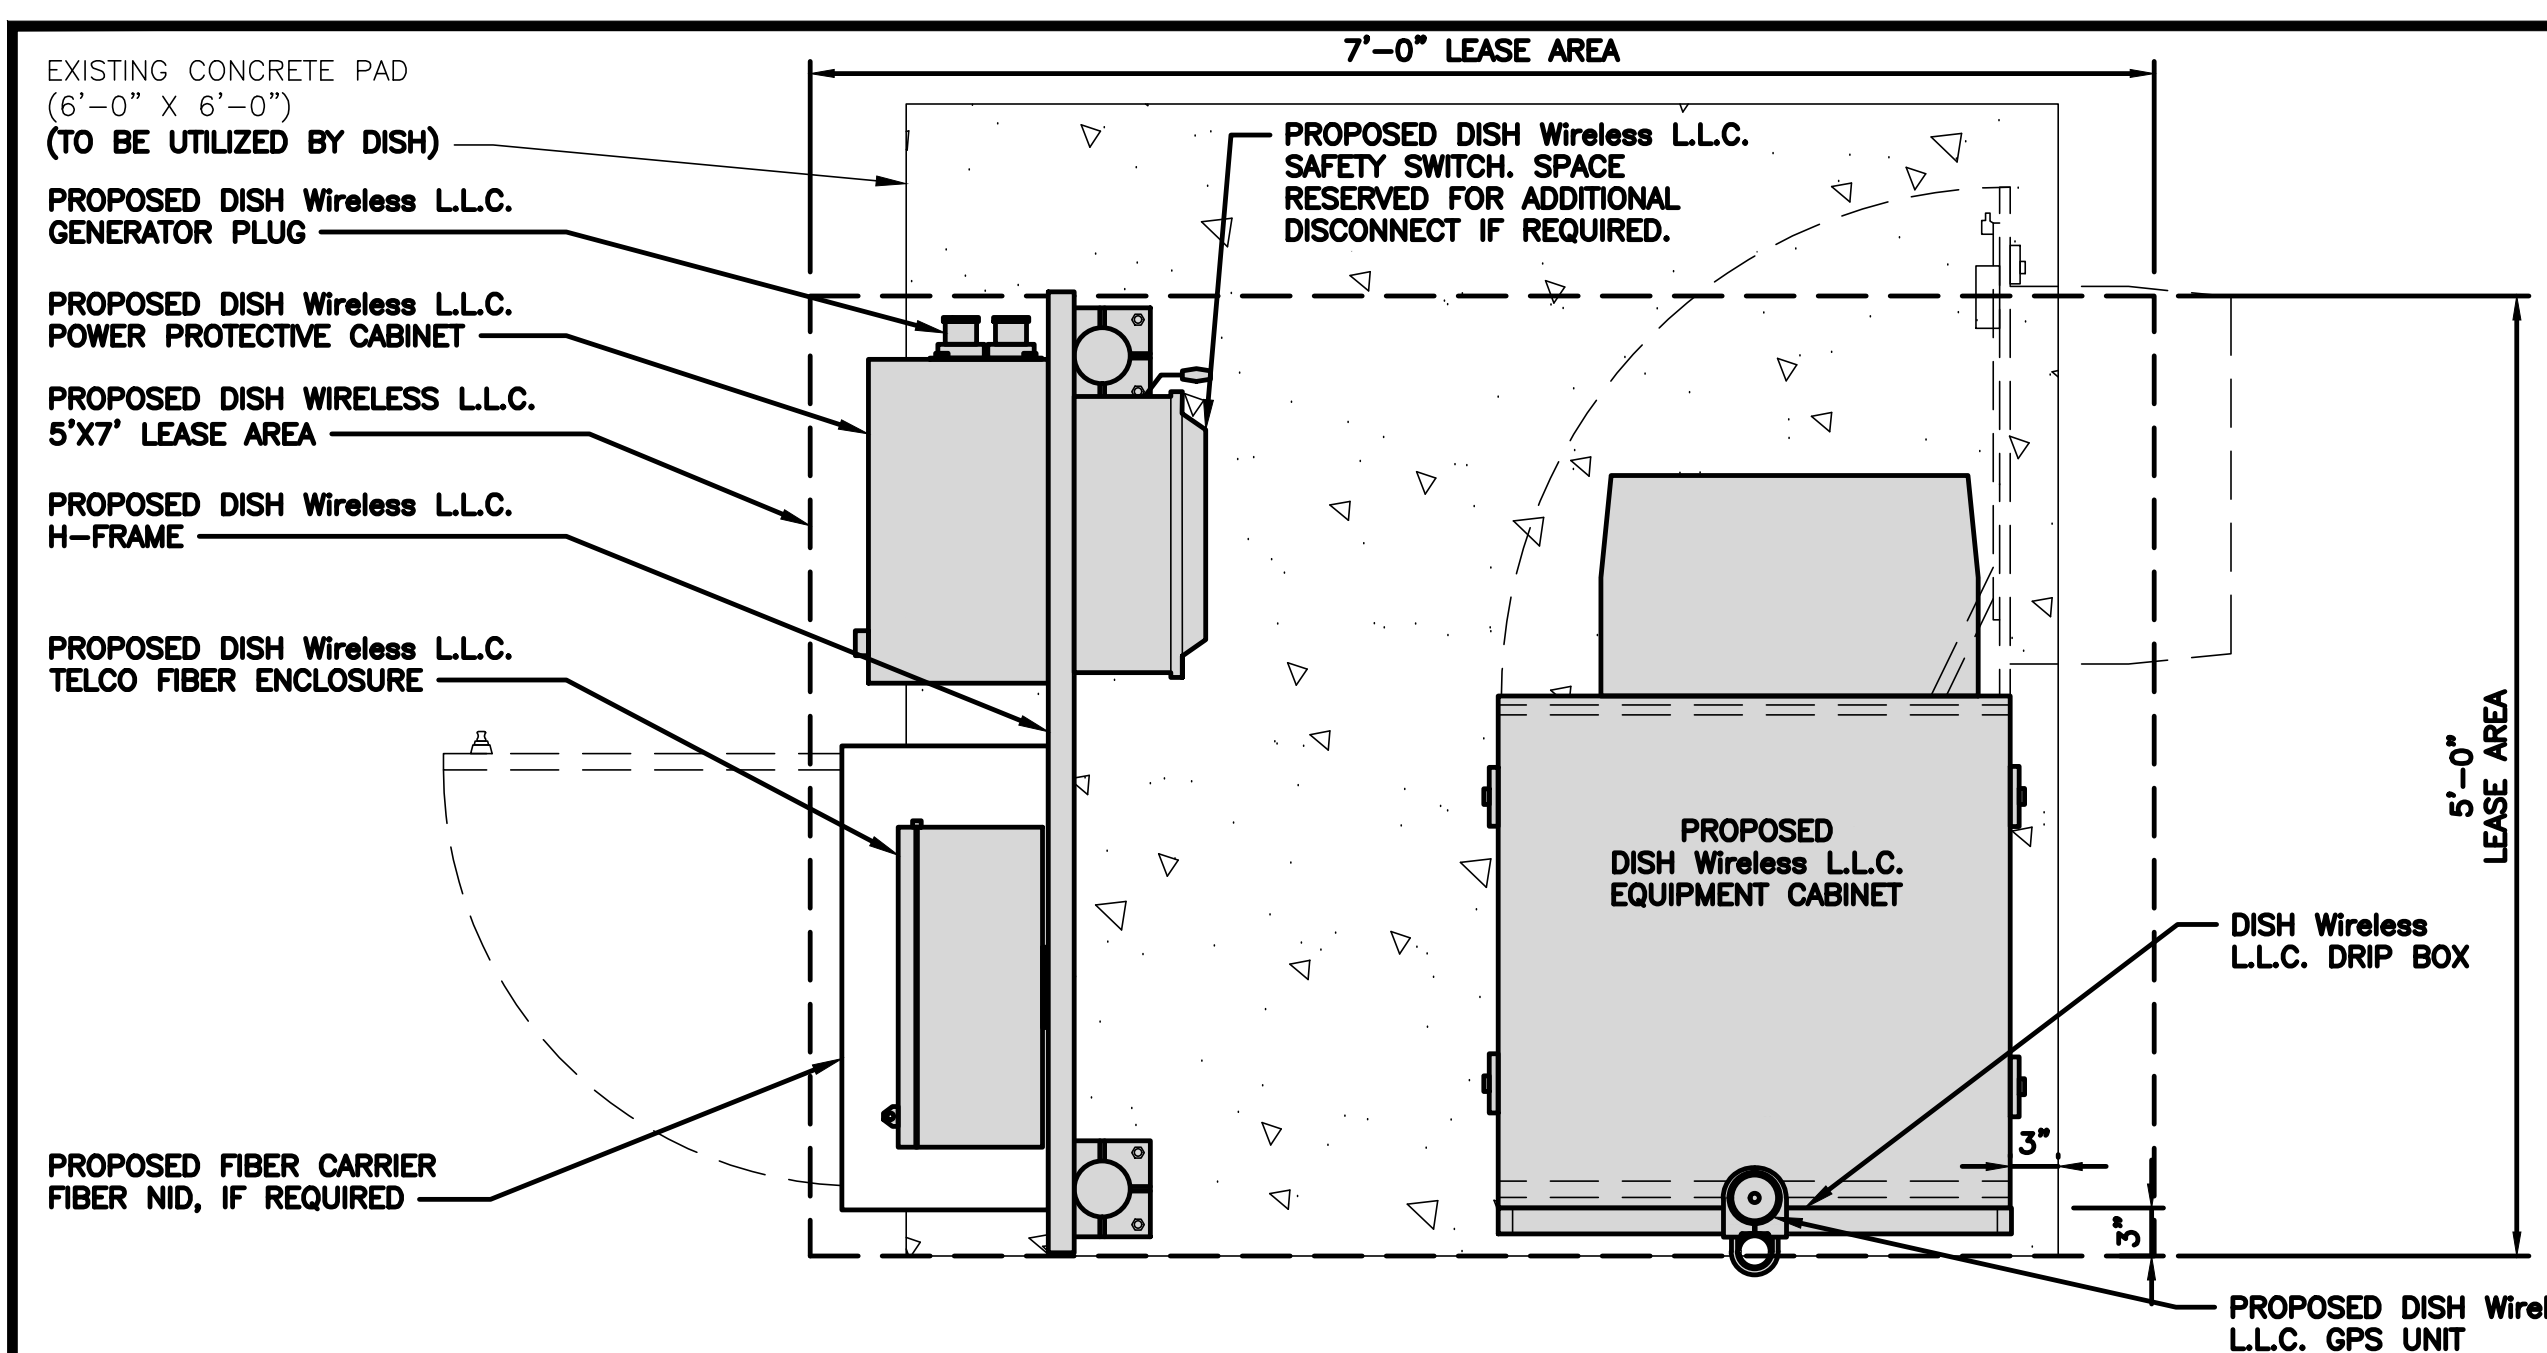 7'-0" LEASE AREA
EXISTING CONCRETE PAD
(6'-0" X 6'-0")
(TO BE UTILIZED BY DISH)
PROPOSED DISH Wireless L.L.C.
GENERATOR PLUG
PROPOSED DISH Wireless L.L.C.
POWER PROTECTIVE CABINET
PROPOSED DISH WIRELESS L.L.C.
5'X7' LEASE AREA
PROPOSED DISH Wireless L.L.C.
H-FRAME
PROPOSED DISH Wireless L.L.C.
TELCO FIBER ENCLOSURE
PROPOSED FIBER CARRIER
FIBER NID, IF REQUIRED
PROPOSED DISH Wireless L.L.C.
SAFETY SWITCH. SPACE
RESERVED FOR ADDITIONAL
DISCONNECT IF REQUIRED.
PROPOSED
DISH Wireless L.L.C.
EQUIPMENT CABINET
5'-0"
LEASE AREA
DISH Wireless
L.L.C. DRIP BOX
3"
3"
PROPOSED DISH
L.L.C. GPS UNIT